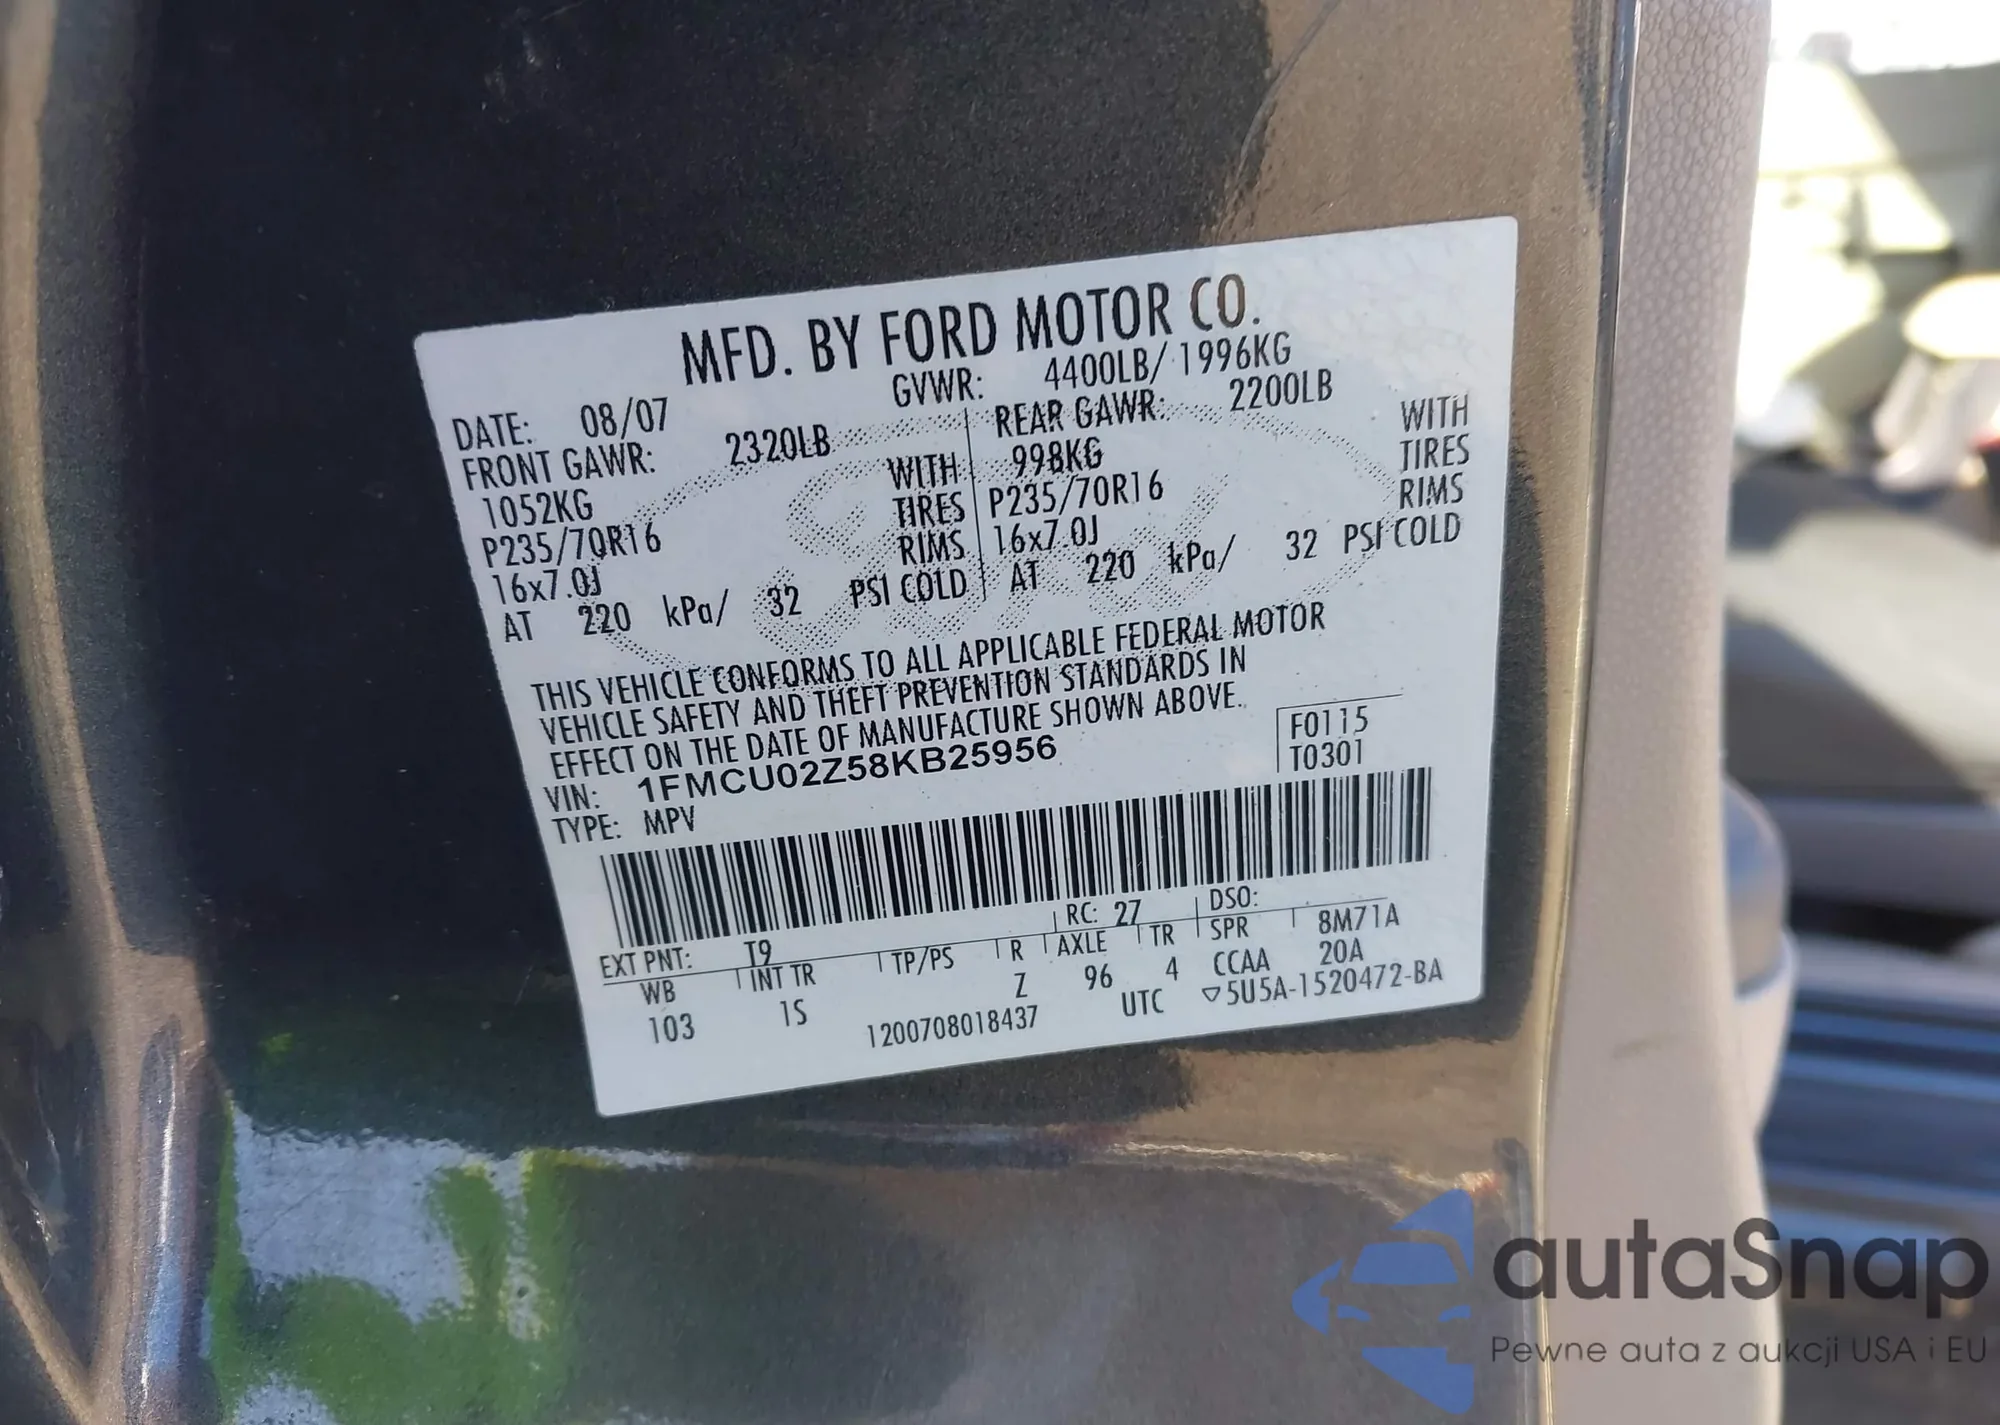 MFD. BY FORD MOTOR CO.
DATE: 08/07 GVWR: 4400LB/ 1996KG
FRONT GAWR: 2320LB REAR GAWR: 2200LB
1052KG WITH 998KG WITH
P235/70R16 TIRES P235/70R16 TIRES
16x7.0J RIMS 16x7.0J RIMS
AT 220 kPa/ 32 PSI COLD AT 220 kPa/ 32 PSI COLD
THIS VEHICLE CONFORMS TO ALL APPLICABLE FEDERAL MOTOR
VEHICLE SAFETY AND THEFT PREVENTION STANDARDS IN
EFFECT ON THE DATE OF MANUFACTURE SHOWN ABOVE.
F0115
VIN: 1FMCU02Z58KB25956 T0301
TYPE: MPV
EXT PNT: T9 RC: 27 DSO:
WB INT TR TP/PS R AXLE TR SPR 8M71A
103 1S Z 96 4 CCAA 20A
1200708018437 UTC ▽5U5A-1520472-BA
autaSnap
Pewne auta z aukcji USA i EU